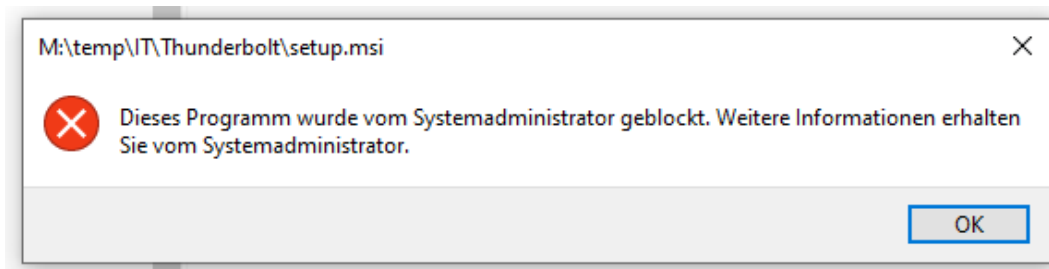 M:\temp\IT\Thunderbolt\setup.msi
Dieses Programm wurde vom Systemadministrator geblockt. Weitere Informationen erhalten
Sie vom Systemadministrator.
OK